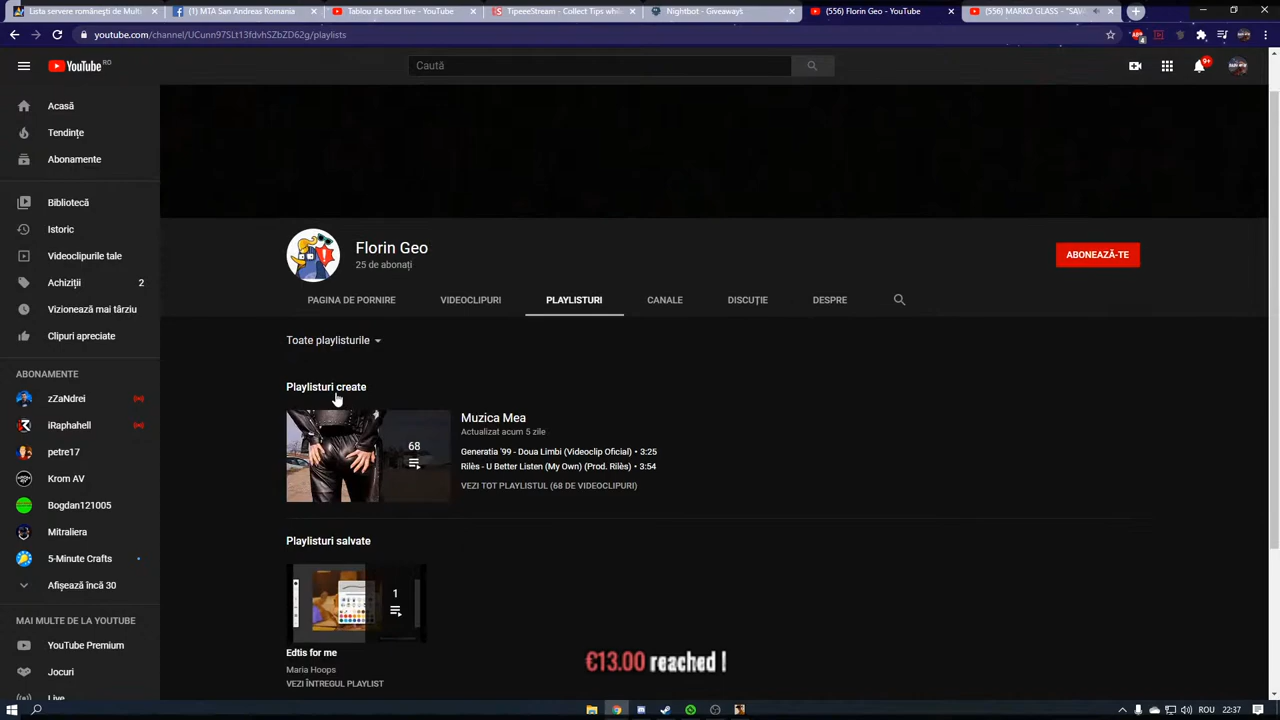 Lista servere românești de Mult
(1) MTA San Andreas Romania
Tablou de bord live - YouTube
TipeeeStream - Collect Tips whil
Nightbot - Giveaways
(556) Florin Geo - YouTube
(556) MARKO GLASS - "SAV
youtube.com/channel/UCunn97SLt13fdvhSZbZD62g/playlists
YouTube RO
Caută
9+
Acasă
Tendințe
Abonamente
Bibliotecă
Istoric
Videoclipurile tale
Achiziții 2
Vizionează mai târziu
Clipuri apreciate
ABONAMENTE
zZaNdrei
iRaphahell
petre17
Krom AV
Bogdan121005
Mitraliera
5-Minute Crafts
Afișează încă 30
MAI MULTE DE LA YOUTUBE
YouTube Premium
Jocuri
Live
Florin Geo
25 de abonați
ABONEAZĂ-TE
PAGINA DE PORNIRE
VIDEOCLIPURI
PLAYLISTURI
CANALE
DISCUȚIE
DESPRE
Toate playlisturile
Playlisturi create
68
Muzica Mea
Actualizat acum 5 zile
Generatia '99 - Doua Limbi (Videoclip Oficial) • 3:25
Rilès - U Better Listen (My Own) (Prod. Rilès) • 3:54
VEZI TOT PLAYLISTUL (68 DE VIDEOCLIPURI)
Playlisturi salvate
1
Edtis for me
Maria Hoops
VEZI ÎNTREGUL PLAYLIST
€13.00 reached !
ROU
22:37